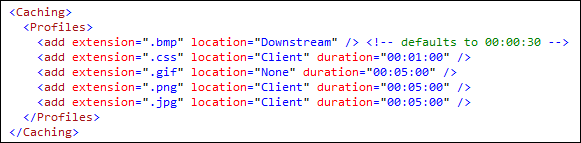 <Caching>
<Profiles>
<add extension=".bmp" location="Downstream" /> <!-- defaults to 00:00:30 -->
<add extension=".css" location="Client" duration="00:01:00" />
<add extension=".gif" location="None" duration="00:05:00" />
<add extension=".png" location="Client" duration="00:05:00" />
<add extension=".jpg" location="Client" duration="00:05:00" />
</Profiles>
</Caching>